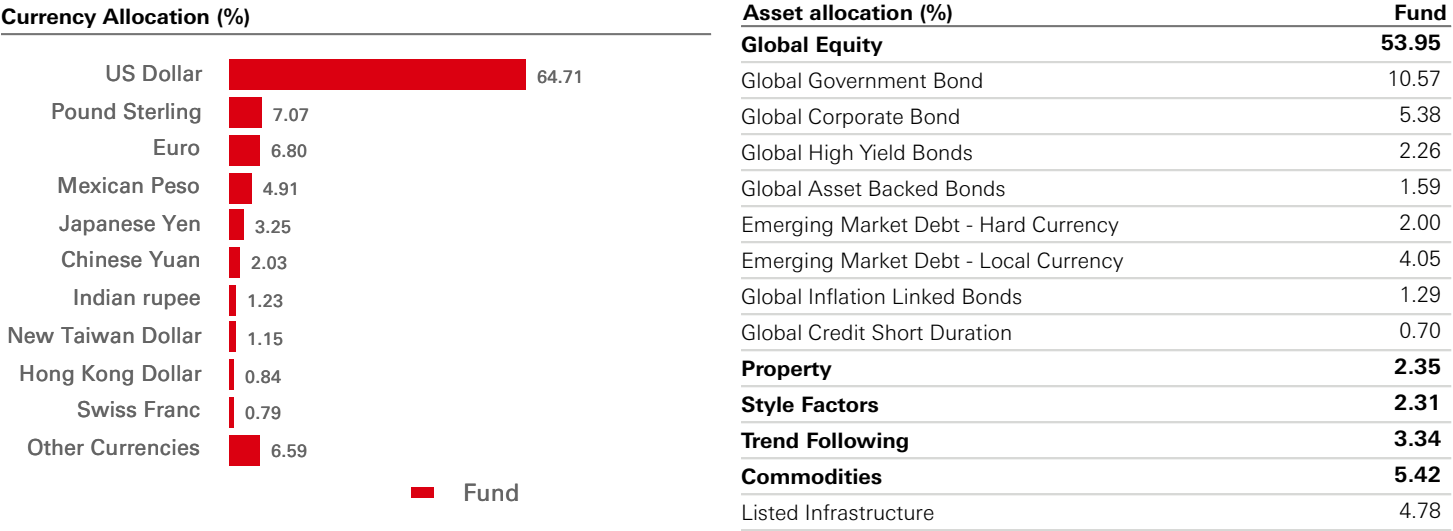 Currency Allocation (%)
US Dollar 64.71
Pound Sterling 7.07
Euro 6.80
Mexican Peso 4.91
Japanese Yen 3.25
Chinese Yuan 2.03
Indian rupee 1.23
New Taiwan Dollar 1.15
Hong Kong Dollar 0.84
Swiss Franc 0.79
Other Currencies 6.59
Fund
Asset allocation (%) Fund
Global Equity 53.95
Global Government Bond 10.57
Global Corporate Bond 5.38
Global High Yield Bonds 2.26
Global Asset Backed Bonds 1.59
Emerging Market Debt - Hard Currency 2.00
Emerging Market Debt - Local Currency 4.05
Global Inflation Linked Bonds 1.29
Global Credit Short Duration 0.70
Property 2.35
Style Factors 2.31
Trend Following 3.34
Commodities 5.42
Listed Infrastructure 4.78